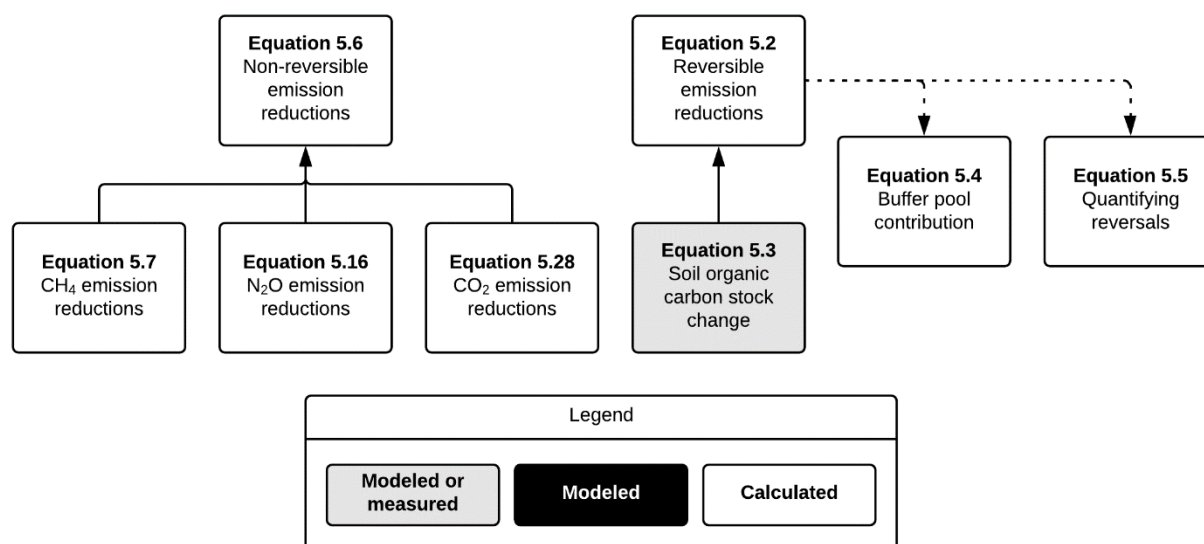 Equation 5.6
Non-reversible
emission
reductions
Equation 5.2
Reversible
emission
reductions
Equation 5.4
Buffer pool
contribution
Equation 5.5
Quantifying
reversals
Equation 5.7
CH₄ emission
reductions
Equation 5.16
N₂O emission
reductions
Equation 5.28
CO₂ emission
reductions
Equation 5.3
Soil organic
carbon stock
change
Legend
Modeled or
measured
Modeled
Calculated